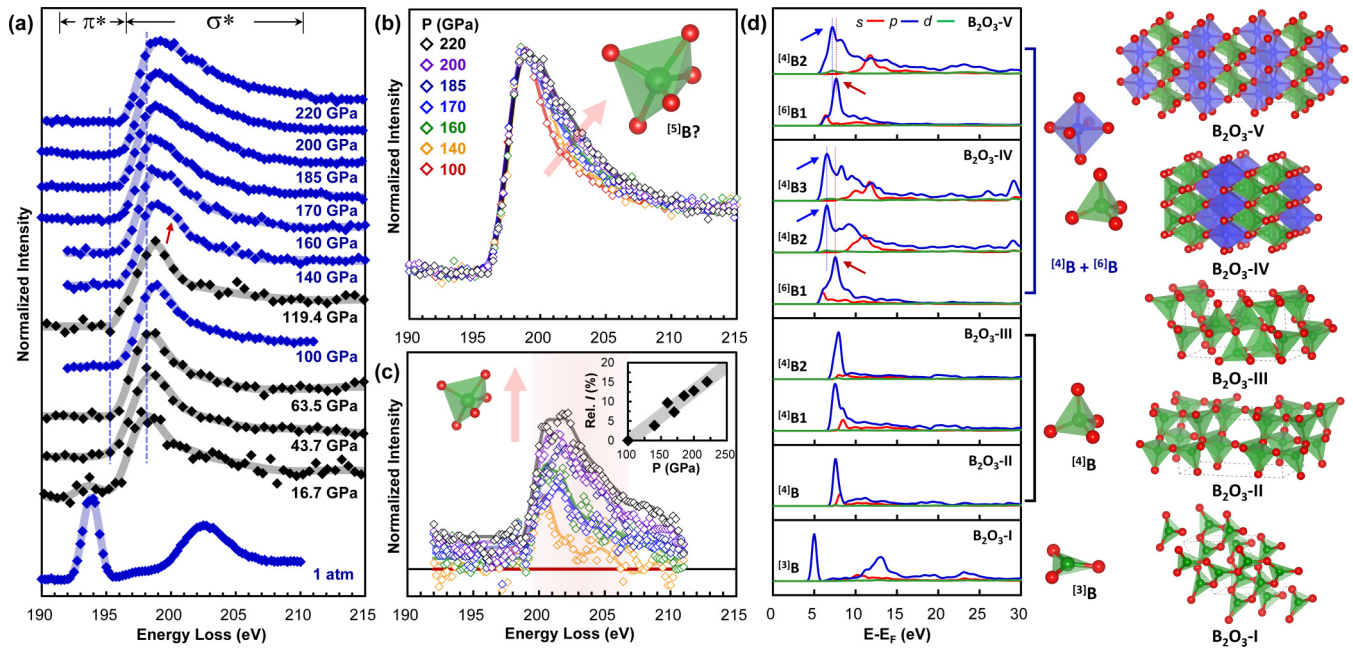 (a)
π*
σ*
220 GPa
200 GPa
185 GPa
170 GPa
160 GPa
140 GPa
119.4 GPa
100 GPa
63.5 GPa
43.7 GPa
16.7 GPa
1 atm
Normalized Intensity
190 195 200 205 210 215
Energy Loss (eV)
(b)
P (GPa)
220
200
185
170
160
140
100
[5]B?
Normalized Intensity
190 195 200 205 210 215
(c)
Rel. I (%)
20
15
10
5
0
100 150 200 250
P (GPa)
Normalized Intensity
190 195 200 205 210 215
Energy Loss (eV)
(d)
s p d
B2O3-V
[4]B2
[6]B1
B2O3-IV
[4]B3
[4]B2
[6]B1
B2O3-III
[4]B2
[4]B1
B2O3-II
[4]B
B2O3-I
[3]B
0 5 10 15 20 25 30
E-EF (eV)
[4]B + [6]B
[4]B
[3]B
B2O3-V
B2O3-IV
B2O3-III
B2O3-II
B2O3-I